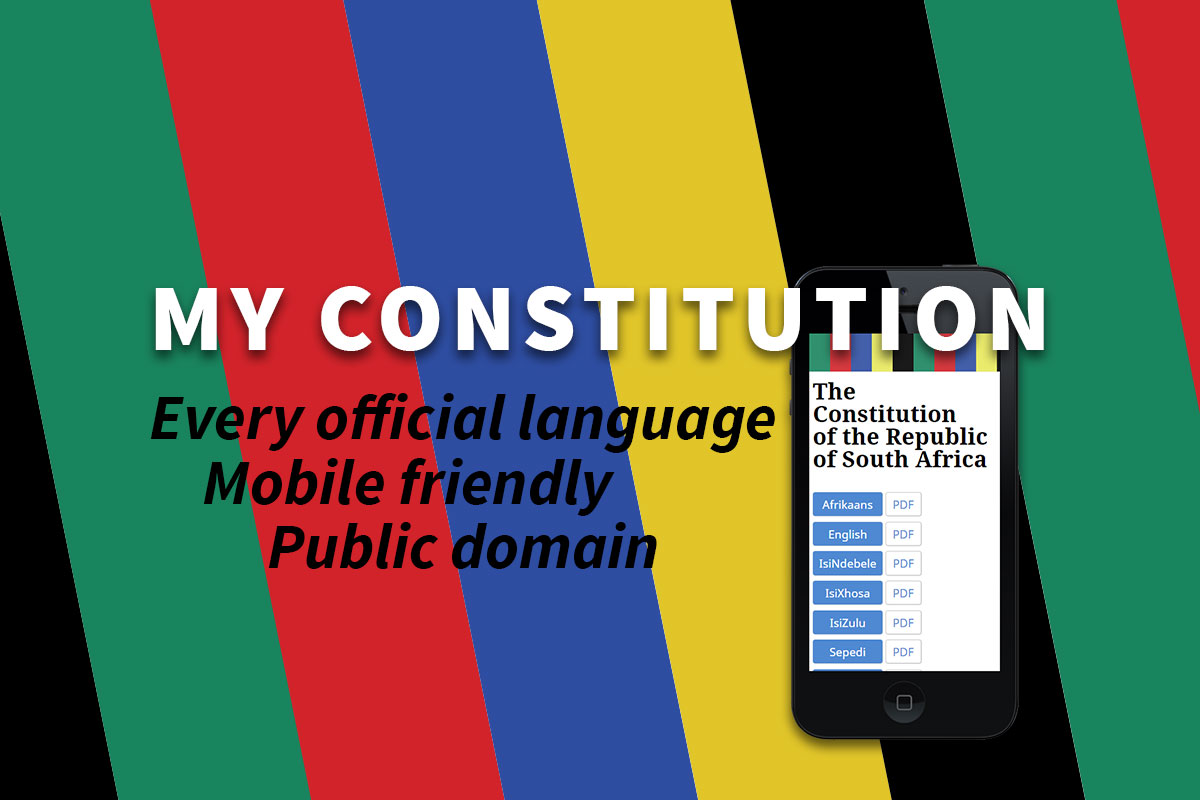 MY CONSTITUTION
Every official language
Mobile friendly
Public domain
The
Constitution
of the Republic
of South Africa
Afrikaans PDF
English PDF
IsiNdebele PDF
IsiXhosa PDF
IsiZulu PDF
Sepedi PDF